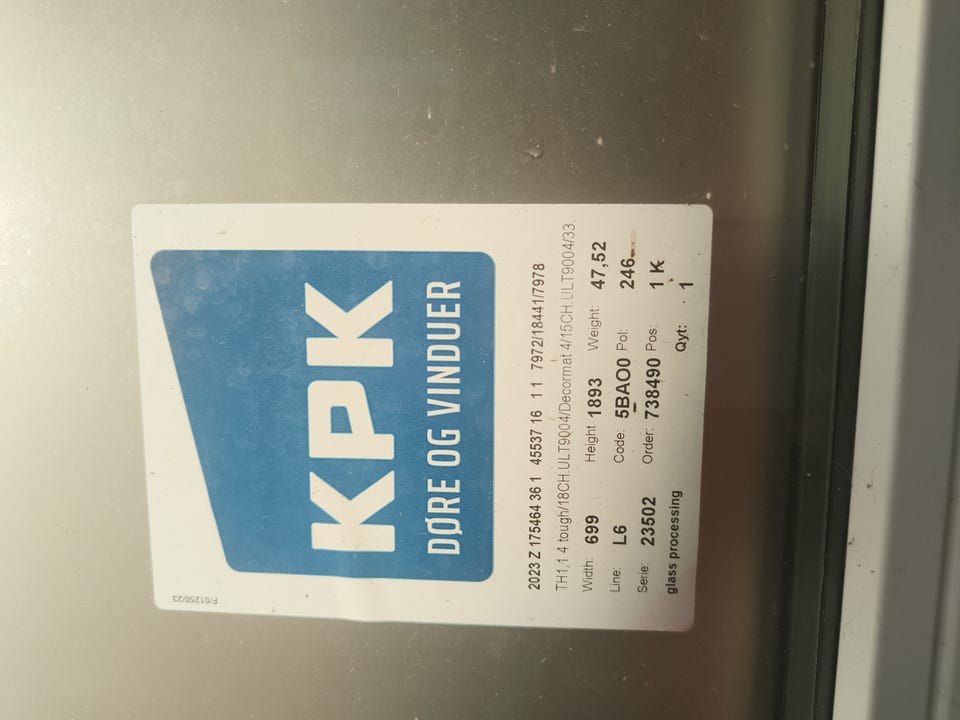 F/01250/23
KPK
DØRE OG VINDUER
2023 Z 175464 36 1 45537 16 1 1 7972/18441/7978
TH1,1 4 tough/18CH.ULT9004/Decormat 4/15CH.ULT9004/33.
Width: 699 Height 1893 Weight: 47,52
Line: L6 Code: 5BAO0 Pol: 246
Serie: 23502 Order: 738490 Pos: 1 K
glass processing Qyt: 1